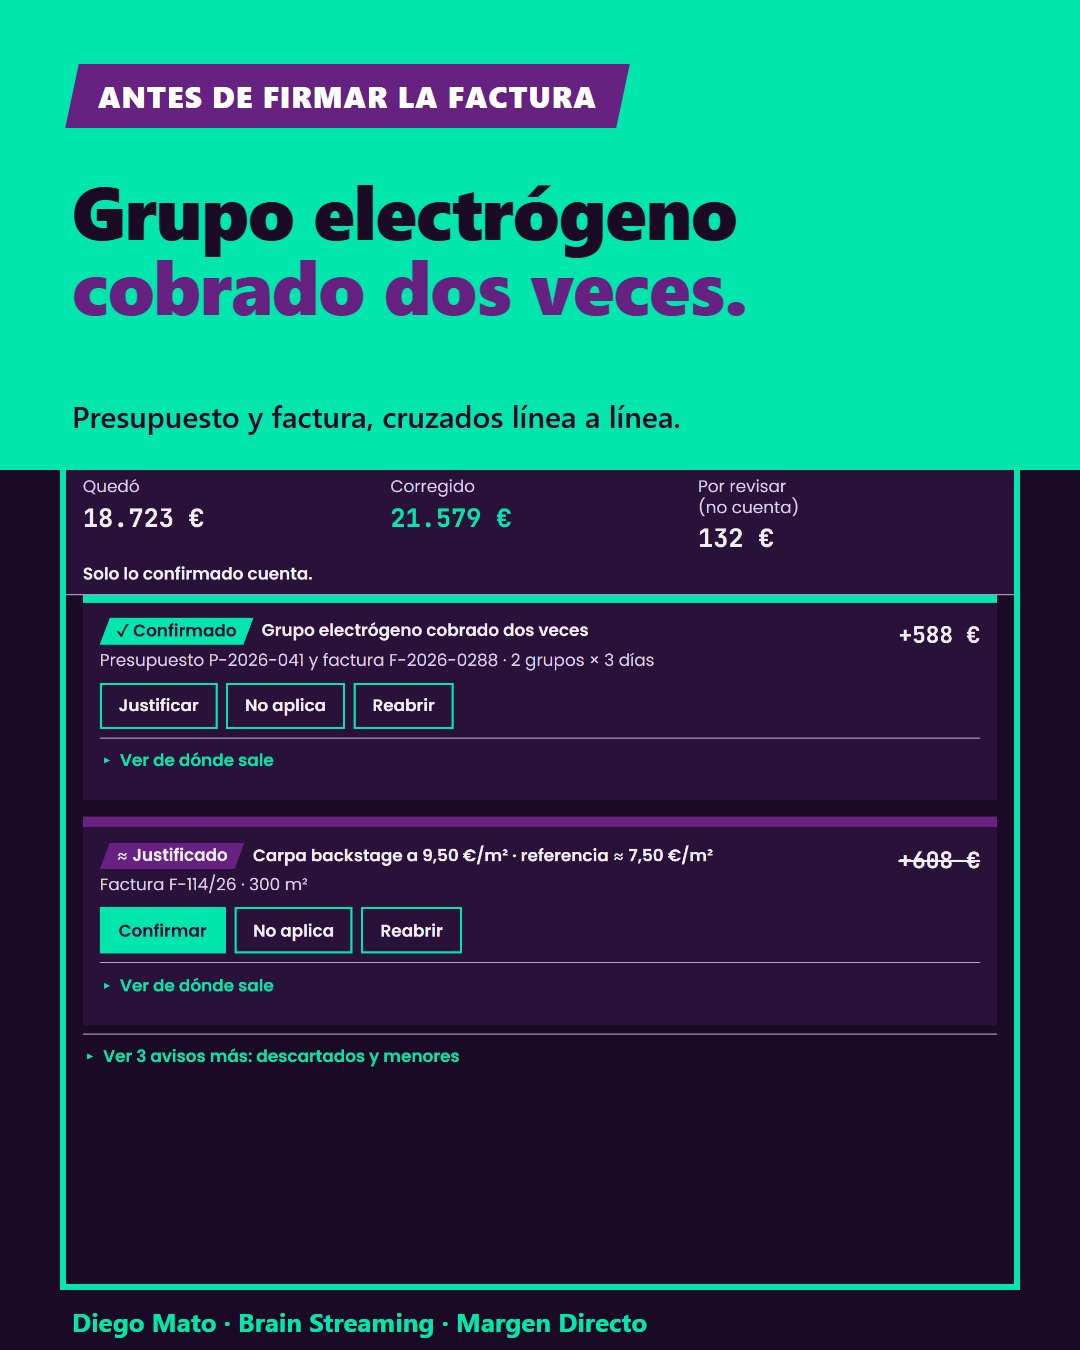 ANTES DE FIRMAR LA FACTURA
Grupo electrógeno
cobrado dos veces.
Presupuesto y factura, cruzados línea a línea.
Quedó
18.723 €
Corregido
21.579 €
Por revisar
(no cuenta)
132 €
Solo lo confirmado cuenta.
✓ Confirmado Grupo electrógeno cobrado dos veces +588 €
Presupuesto P-2026-041 y factura F-2026-0288 · 2 grupos × 3 días
Justificar No aplica Reabrir
▸ Ver de dónde sale
≈ Justificado Carpa backstage a 9,50 €/m² · referencia ≈ 7,50 €/m² +608 €
Factura F-114/26 · 300 m²
Confirmar No aplica Reabrir
▸ Ver de dónde sale
▸ Ver 3 avisos más: descartados y menores
Diego Mato · Brain Streaming · Margen Directo